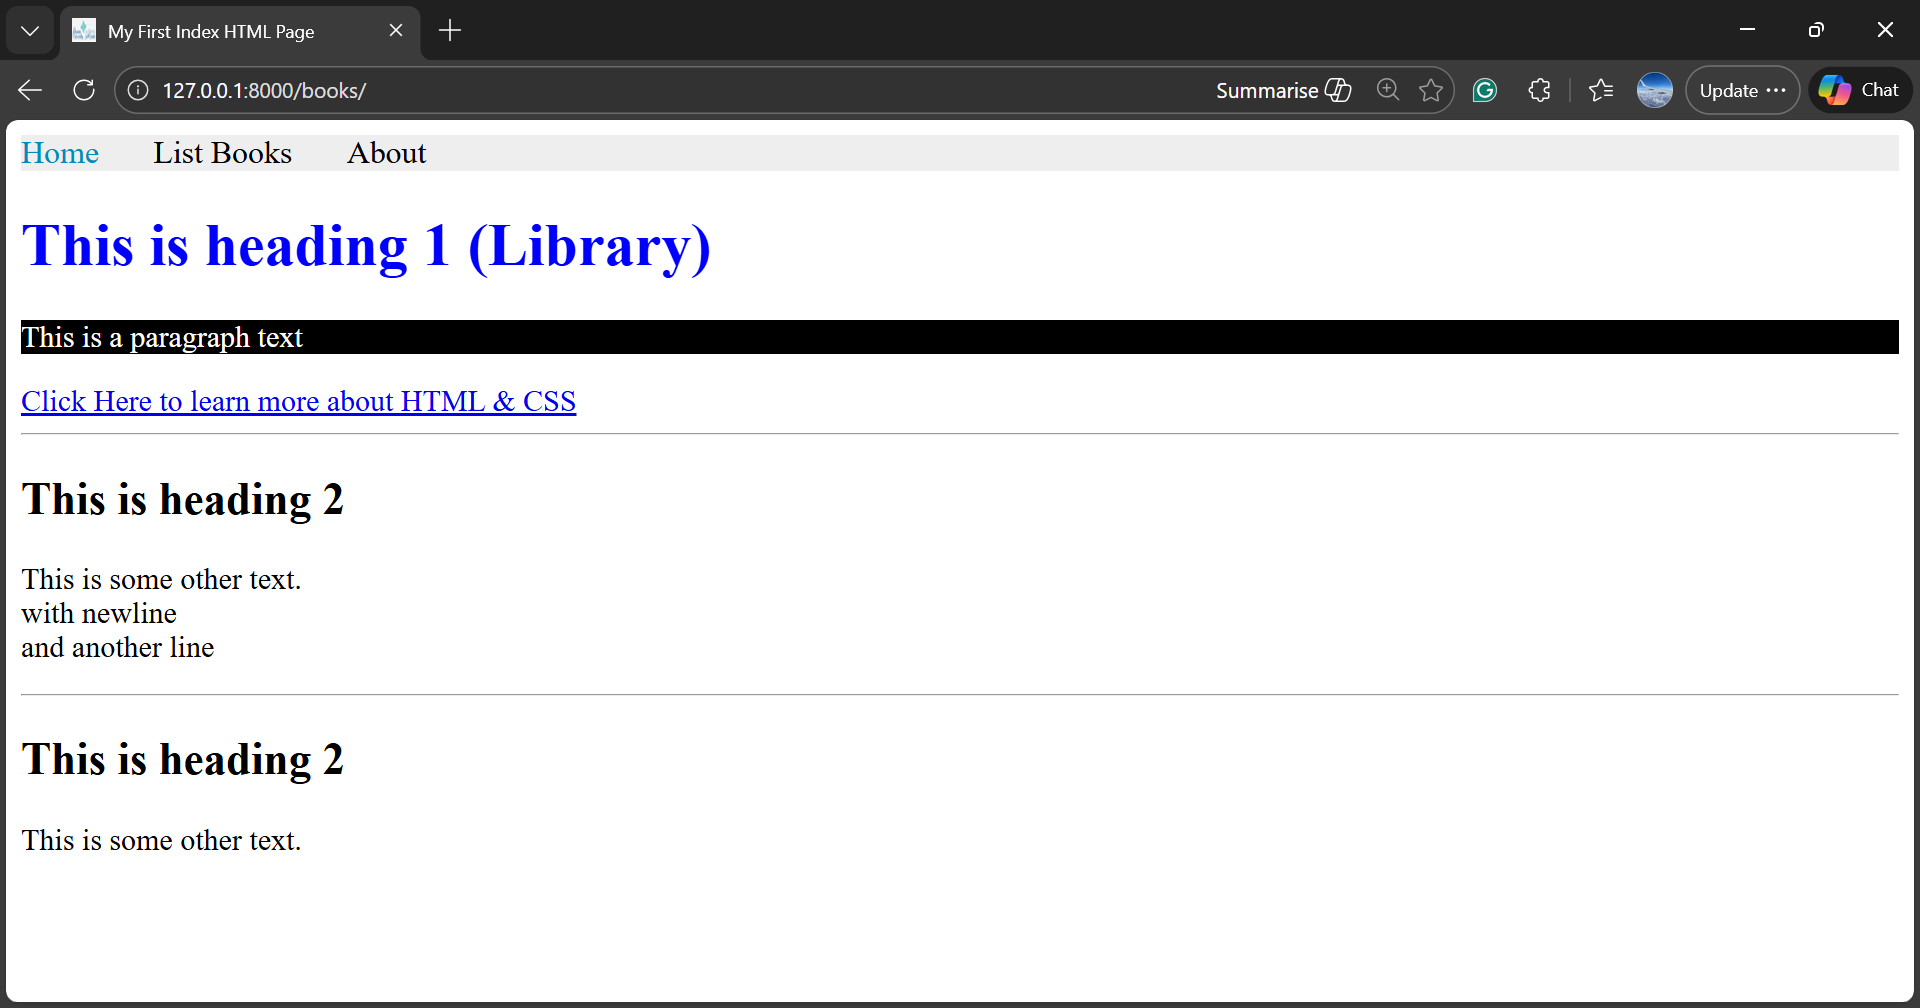 My First Index HTML Page
127.0.0.1:8000/books/
Summarise
Update
Chat
Home List Books About
This is heading 1 (Library)
This is a paragraph text
Click Here to learn more about HTML & CSS
This is heading 2
This is some other text.
with newline
and another line
This is heading 2
This is some other text.